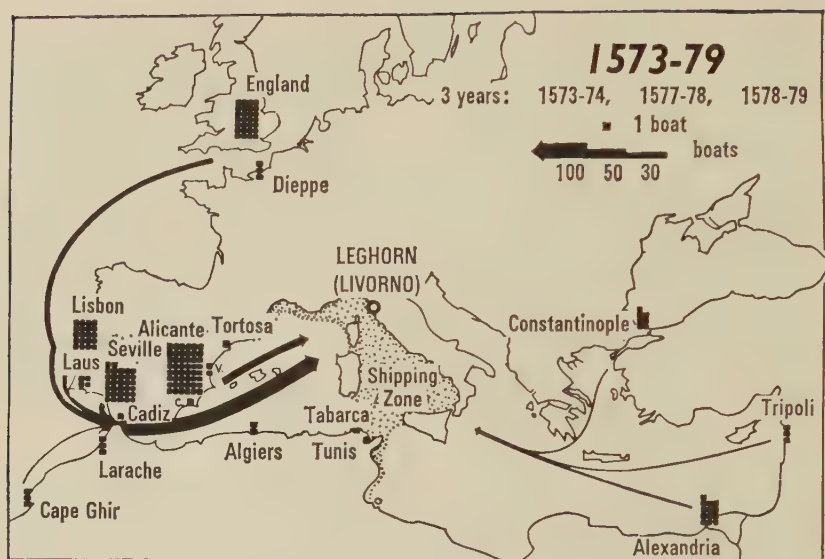 1573-79
3 years: 1573-74, 1577-78, 1578-79
1 boat
boats
100 50 30
England
Dieppe
LEGHORN
(LIVORNO)
Lisbon
Alicante
Tortosa
Laus
Seville
V.
C.
Cadiz
Constantinople
Shipping
Zone
Tripoli
Tabarca
Larache
Algiers
Tunis
Cape Ghir
Alexandria